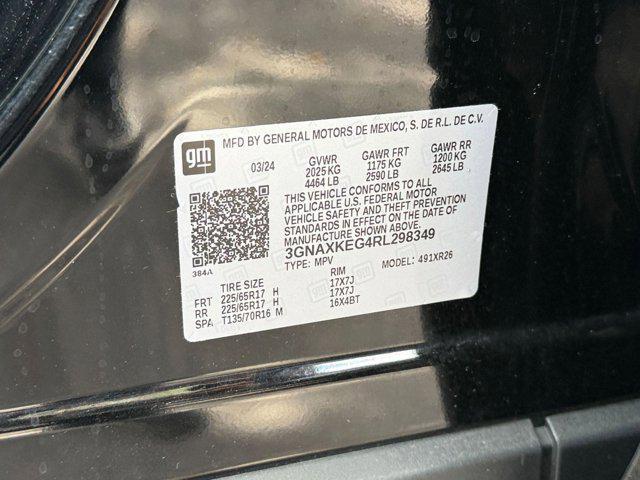 gm
MFD BY GENERAL MOTORS DE MEXICO, S. DE R.L. DE C.V.
03/24 GVWR GAWR FRT GAWR RR
2025 KG 1175 KG 1200 KG
4464 LB 2590 LB 2645 LB
THIS VEHICLE CONFORMS TO ALL
APPLICABLE U.S. FEDERAL MOTOR
VEHICLE SAFETY AND THEFT PREVENTION
STANDARDS IN EFFECT ON THE DATE OF
MANUFACTURE SHOWN ABOVE.
3GNAXKEG4RL298349
384A TYPE: MPV MODEL: 491XR26
TIRE SIZE RIM
FRT 225/65R17 H 17X7J
RR 225/65R17 H 17X7J
SPA T135/70R16 M 16X4BT